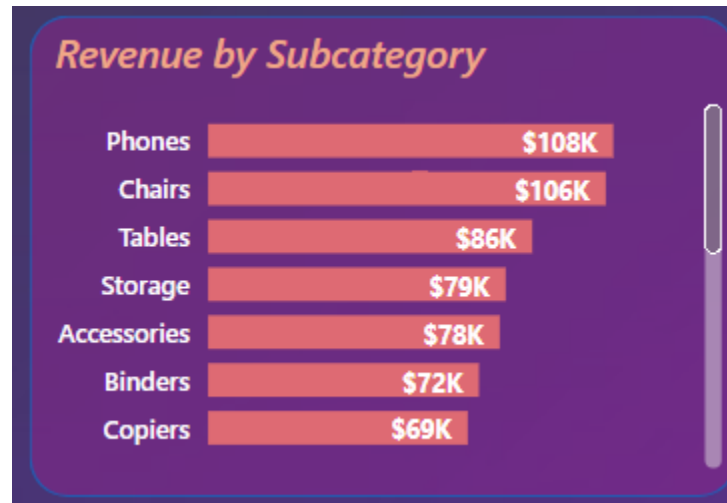 Revenue by Subcategory
Phones $108K
Chairs $106K
Tables $86K
Storage $79K
Accessories $78K
Binders $72K
Copiers $69K